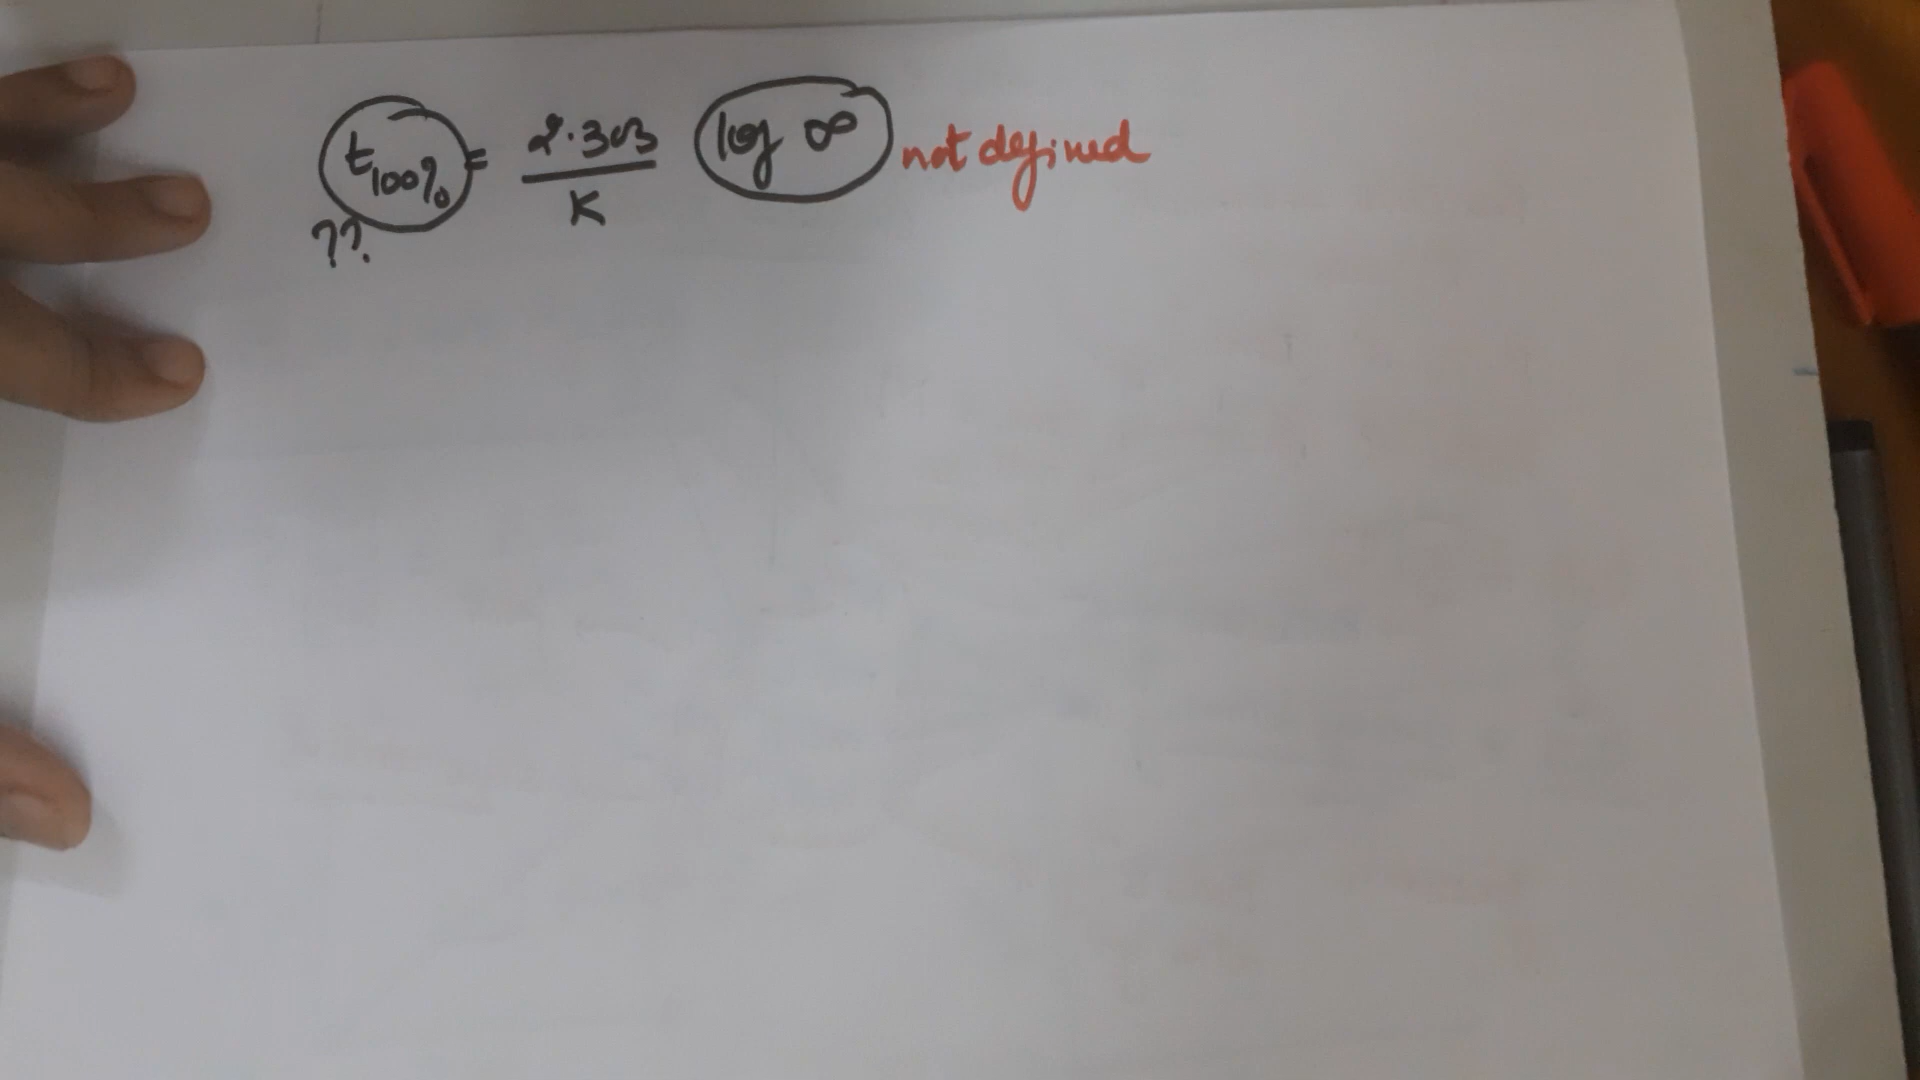 t100% = 2.303/K log ∞ not defined
??